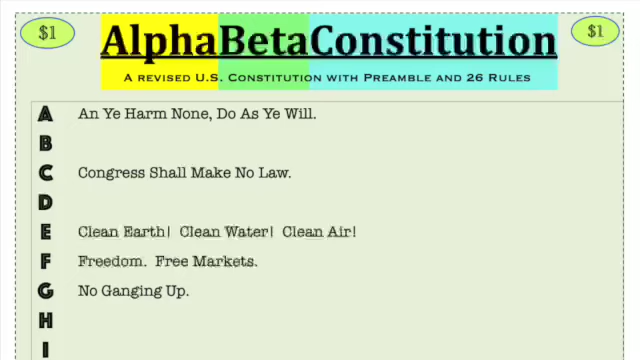 $1
AlphaBetaConstitution
$1
A revised U.S. Constitution with Preamble and 26 Rules
A An Ye Harm None, Do As Ye Will.
B
C Congress Shall Make No Law.
D
E Clean Earth! Clean Water! Clean Air!
F Freedom. Free Markets.
G No Ganging Up.
H
I